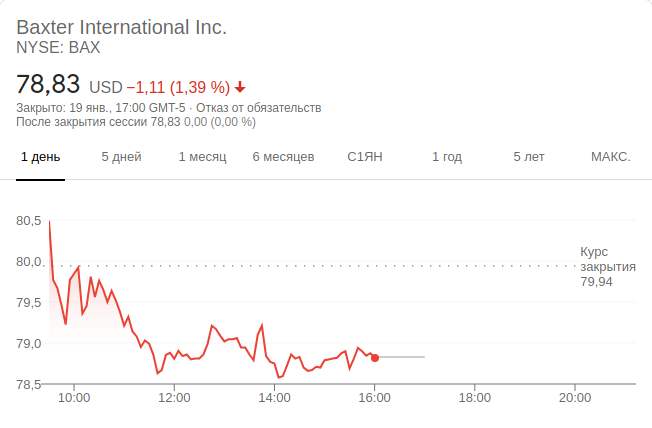 Baxter International Inc.
NYSE: BAX
78,83 USD −1,11 (1,39 %)
Закрыто: 19 янв., 17:00 GMT-5 · Отказ от обязательств
После закрытия сессии 78,83 0,00 (0,00 %)
1 день 5 дней 1 месяц 6 месяцев С1ЯН 1 год 5 лет МАКС.
80,5
80,0
79,5
79,0
78,5
Курс
закрытия
79,94
10:00 12:00 14:00 16:00 18:00 20:00